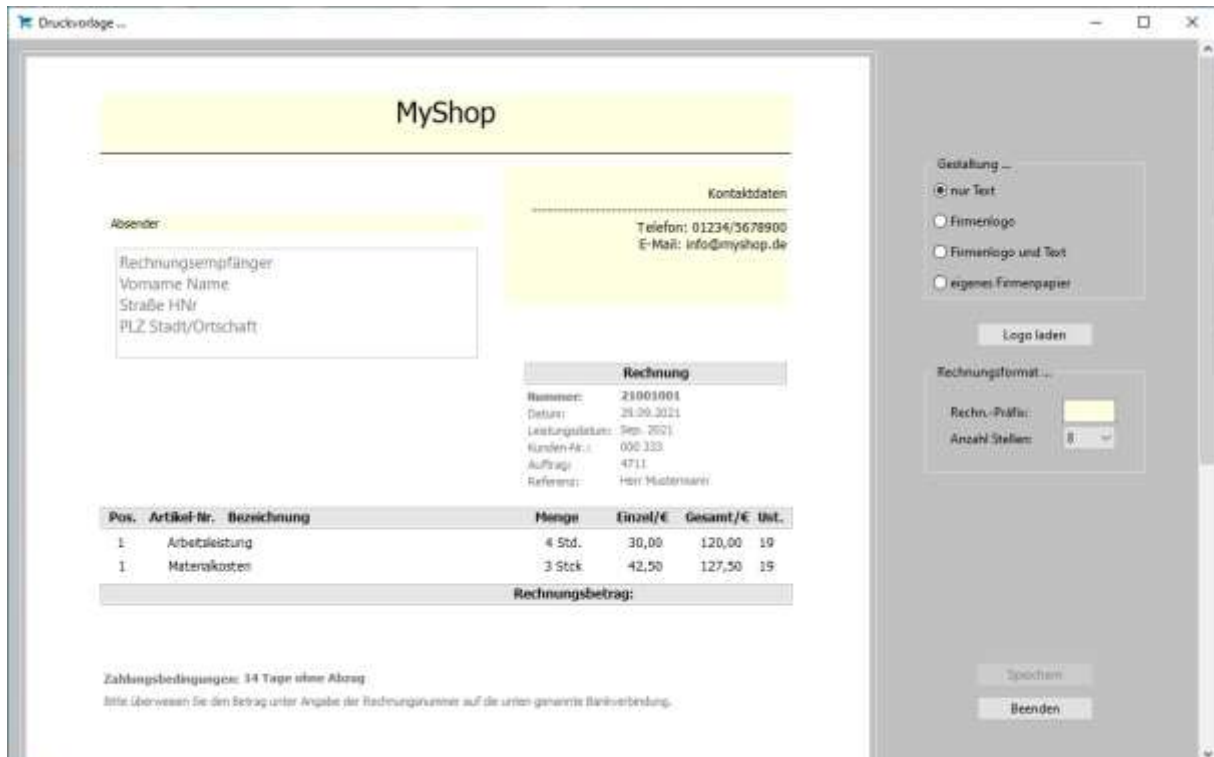 Druckvorlage ...
MyShop
Kontaktdaten
Telefon: 01234/5678900
E-Mail: info@myshop.de
Absender
Rechnungsempfänger
Vorname Name
Straße HNr
PLZ Stadt/Ortschaft
Rechnung
Nummer: 21001001
Datum: 29.09.2021
Leistungsdatum: Sep. 2021
Kunden-Nr.: 000 333
Auftrag: 4711
Referenz: Herr Mustermann
Pos. Artikel-Nr. Bezeichnung Menge Einzel/€ Gesamt/€ Ust.
1 Arbeitsleistung 4 Std. 30,00 120,00 19
1 Materialkosten 3 Stck 42,50 127,50 19
Rechnungsbetrag:
Zahlungsbedingungen: 14 Tage ohne Abzug
Bitte überweisen Sie den Betrag unter Angabe der Rechnungsnummer auf die unten genannte Bankverbindung.
Gestaltung ...
nur Text
Firmenlogo
Firmenlogo und Text
eigenes Firmenpapier
Logo laden
Rechnungsformat ...
Rechn.-Präfix:
Anzahl Stellen: 8
Speichern
Beenden